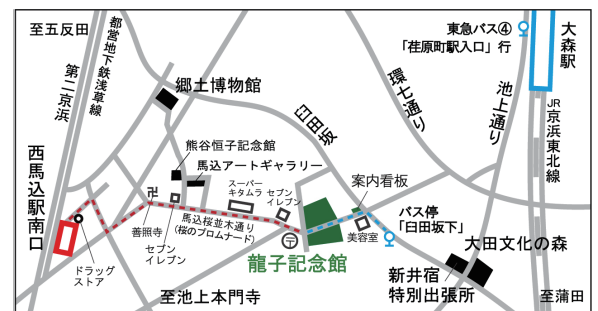 至五反田
都営地下鉄浅草線
第二京浜
郷土博物館
東急バス④
「荏原町駅入口」行
大森駅
環七通り
池上通り
JR京浜東北線
臼田坂
熊谷恒子記念館
馬込アートギャラリー
西馬込駅南口
スーパー
キタムラ
セブン
イレブン
案内看板
卍
善照寺
馬込桜並木通り
(桜のプロムナード)
バス停
「臼田坂下」
美容室
大田文化の森
ドラッグ
ストア
セブン
イレブン
〒
龍子記念館
新井宿
特別出張所
至池上本門寺
至蒲田